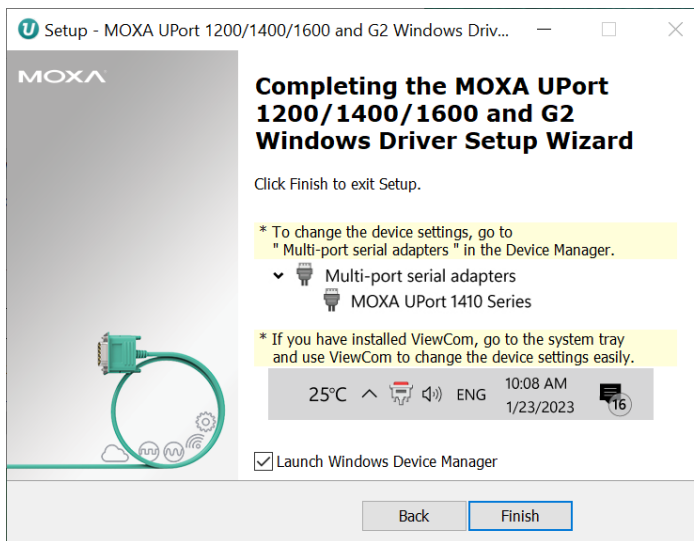 Setup - MOXA UPort 1200/1400/1600 and G2 Windows Driv...
MOXA
Completing the MOXA UPort
1200/1400/1600 and G2
Windows Driver Setup Wizard
Click Finish to exit Setup.
* To change the device settings, go to
" Multi-port serial adapters " in the Device Manager.
Multi-port serial adapters
MOXA UPort 1410 Series
* If you have installed ViewCom, go to the system tray
and use ViewCom to change the device settings easily.
25°C ENG 10:08 AM
1/23/2023
16
Launch Windows Device Manager
Back Finish